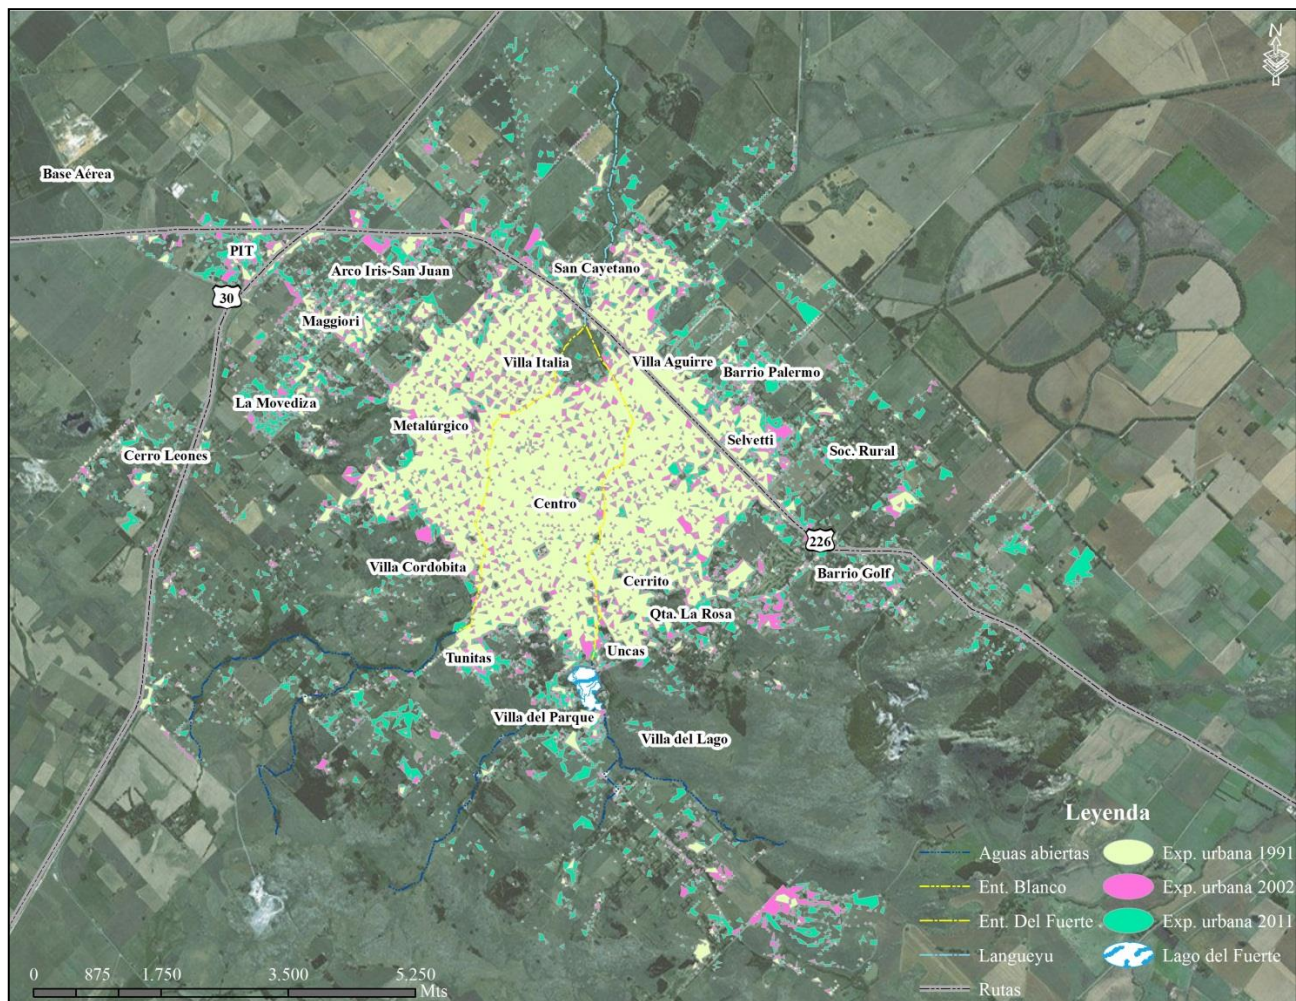 N
Base Aérea
PIT
Arco Iris-San Juan
San Cayetano
30
Maggiori
Villa Italia
Villa Aguirre
Barrio Palermo
La Movediza
Metalúrgico
Selvetti
Cerro Leones
Soc. Rural
Centro
226
Villa Cordobita
Cerrito
Barrio Golf
Qta. La Rosa
Tunitas
Uncas
Villa del Parque
Villa del Lago
Leyenda
Aguas abiertas
Exp. urbana 1991
Ent. Blanco
Exp. urbana 2002
Ent. Del Fuerte
Exp. urbana 2011
Langueyu
Lago del Fuerte
Rutas
0 875 1.750 3.500 5.250
Mts